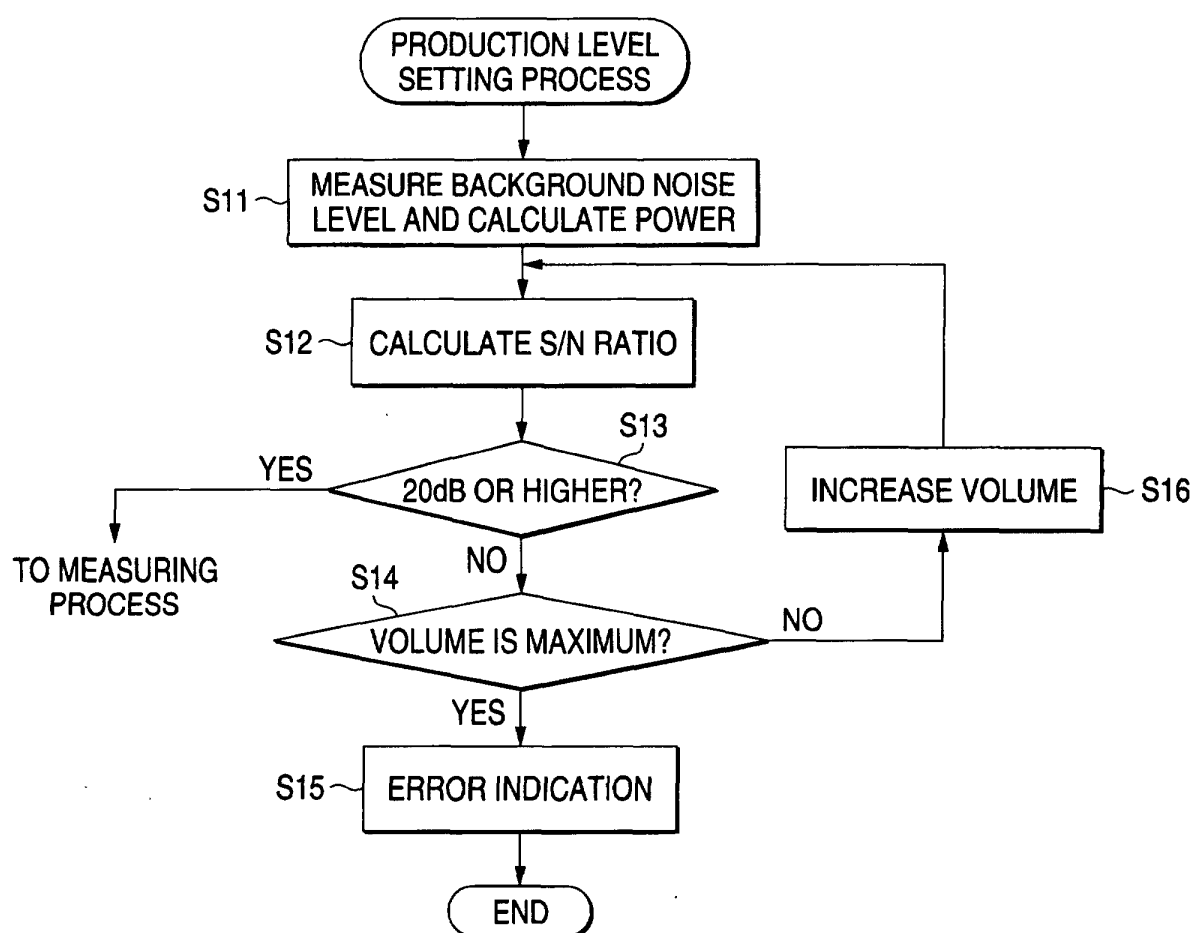 PRODUCTION LEVEL
SETTING PROCESS
S11
MEASURE BACKGROUND NOISE
LEVEL AND CALCULATE POWER
S12
CALCULATE S/N RATIO
S13
YES
20dB OR HIGHER?
INCREASE VOLUME
S16
TO MEASURING
PROCESS
NO
S14
VOLUME IS MAXIMUM?
NO
YES
S15
ERROR INDICATION
END